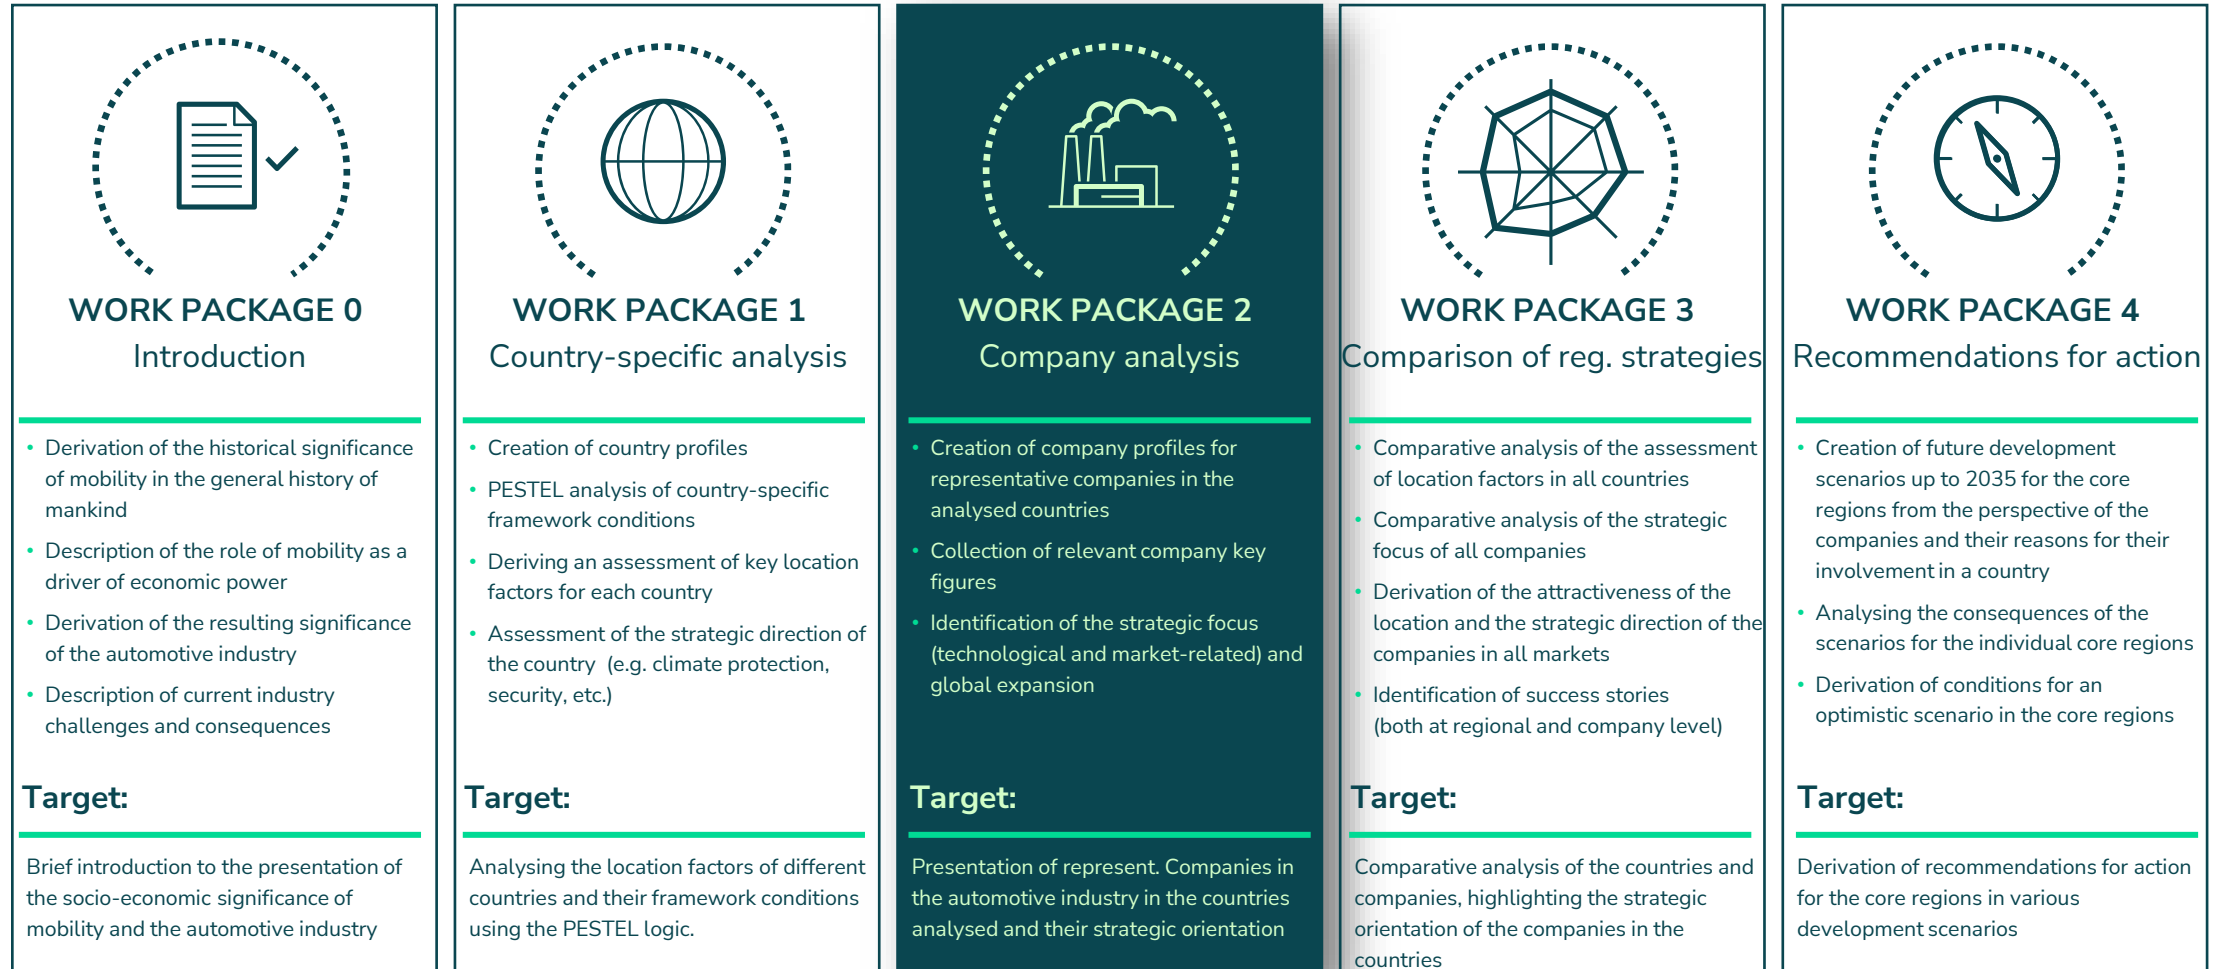 WORK PACKAGE 0
Introduction
• Derivation of the historical significance
of mobility in the general history of
mankind
• Description of the role of mobility as a
driver of economic power
• Derivation of the resulting significance
of the automotive industry
• Description of current industry
challenges and consequences
Target:
Brief introduction to the presentation of
the socio-economic significance of
mobility and the automotive industry
WORK PACKAGE 1
Country-specific analysis
• Creation of country profiles
• PESTEL analysis of country-specific
framework conditions
• Deriving an assessment of key location
factors for each country
• Assessment of the strategic direction of
the country (e.g. climate protection,
security, etc.)
Target:
Analysing the location factors of different
countries and their framework conditions
using the PESTEL logic.
WORK PACKAGE 2
Company analysis
• Creation of company profiles for
representative companies in the
analysed countries
• Collection of relevant company key
figures
• Identification of the strategic focus
(technological and market-related) and
global expansion
Target:
Presentation of represent. Companies in
the automotive industry in the countries
analysed and their strategic orientation
WORK PACKAGE 3
Comparison of reg. strategies
• Comparative analysis of the assessment
of location factors in all countries
• Comparative analysis of the strategic
focus of all companies
• Derivation of the attractiveness of the
location and the strategic direction of the
companies in all markets
• Identification of success stories
(both at regional and company level)
Target:
Comparative analysis of the countries and
companies, highlighting the strategic
orientation of the companies in the
countries
WORK PACKAGE 4
Recommendations for action
• Creation of future development
scenarios up to 2035 for the core
regions from the perspective of the
companies and their reasons for their
involvement in a country
• Analysing the consequences of the
scenarios for the individual core regions
• Derivation of conditions for an
optimistic scenario in the core regions
Target:
Derivation of recommendations for action
for the core regions in various
development scenarios